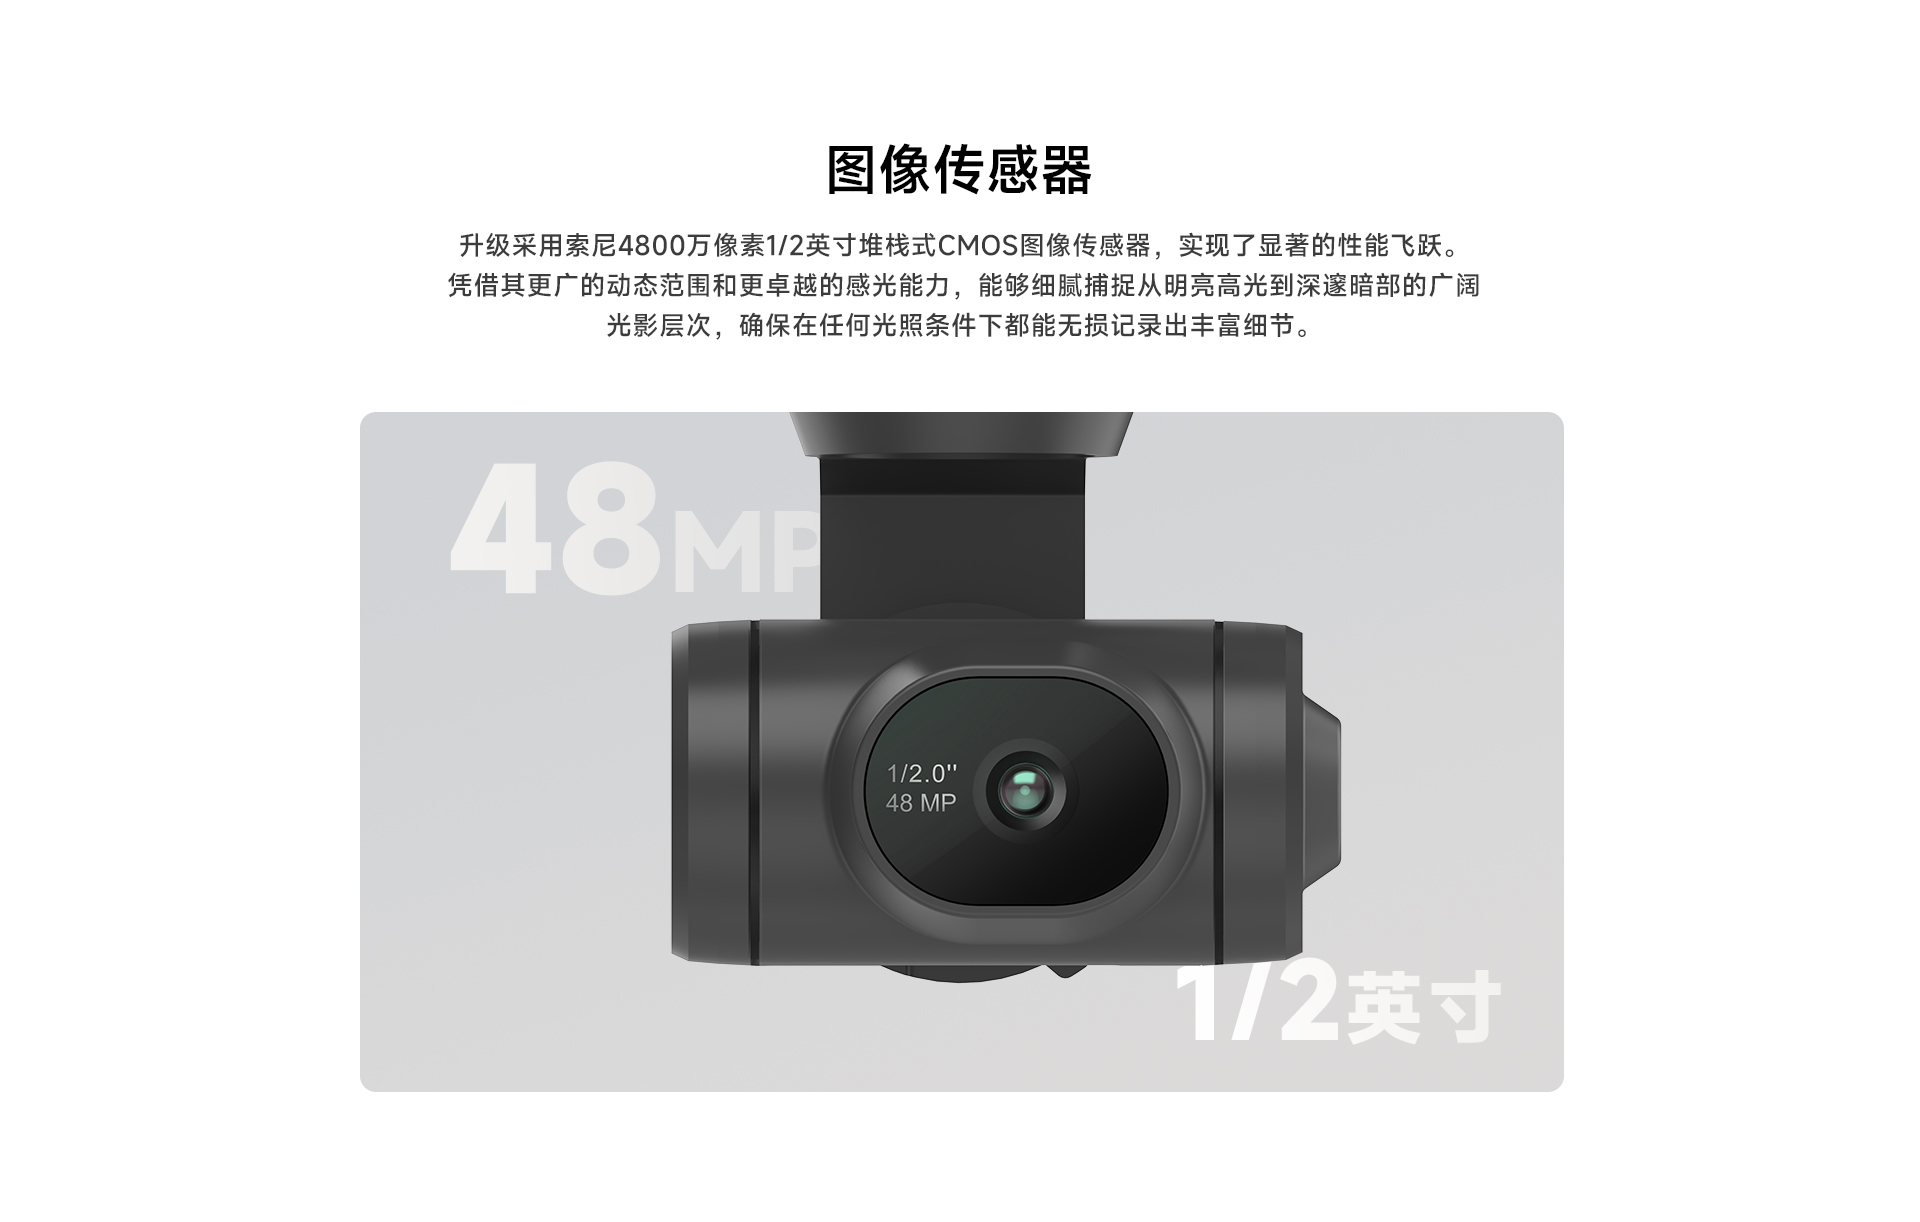 图像传感器
升级采用索尼4800万像素1/2英寸堆栈式CMOS图像传感器，实现了显著的性能飞跃。
凭借其更广的动态范围和更卓越的感光能力，能够细腻捕捉从明亮高光到深邃暗部的广阔
光影层次，确保在任何光照条件下都能无损记录出丰富细节。
48MP
1/2.0''
48 MP
1/2英寸